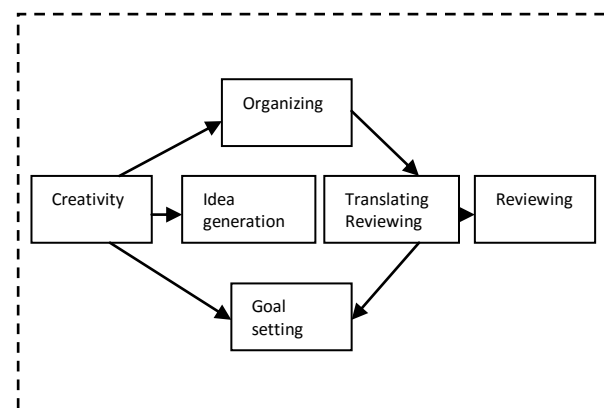 Organizing
Creativity
Idea
generation
Translating
Reviewing
Reviewing
Goal
setting